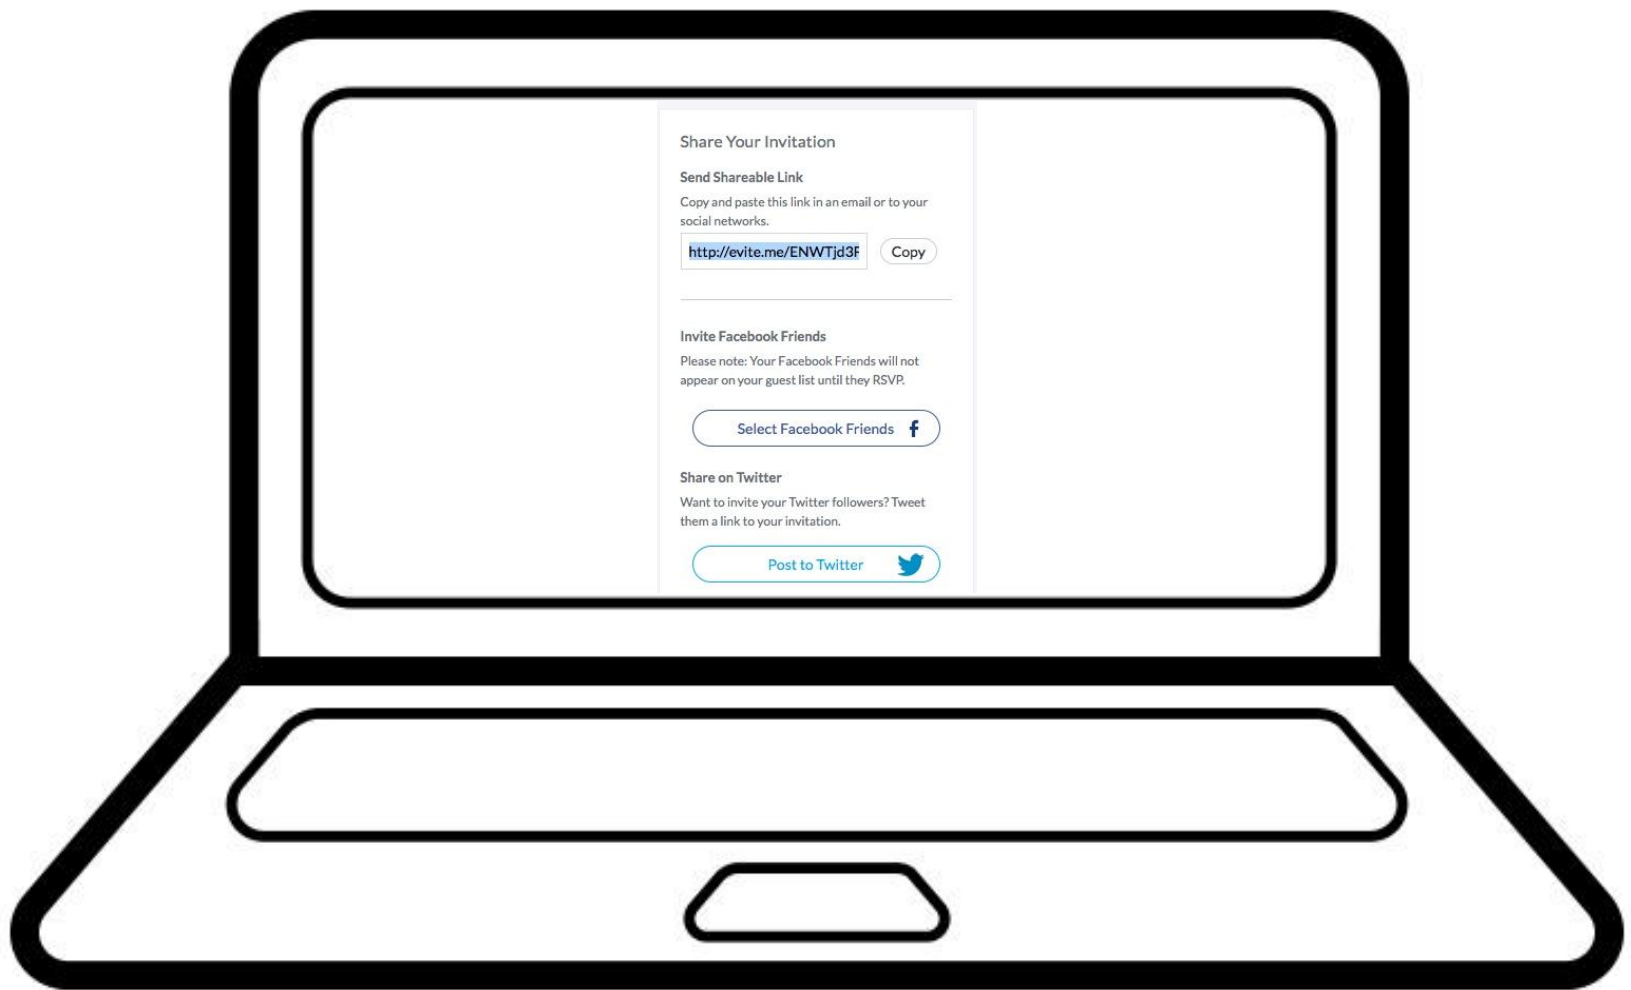 Share Your Invitation
Send Shareable Link
Copy and paste this link in an email or to your
social networks.
http://evite.me/ENWTjd3F
Copy
Invite Facebook Friends
Please note: Your Facebook Friends will not
appear on your guest list until they RSVP.
Select Facebook Friends
Share on Twitter
Want to invite your Twitter followers? Tweet
them a link to your invitation.
Post to Twitter